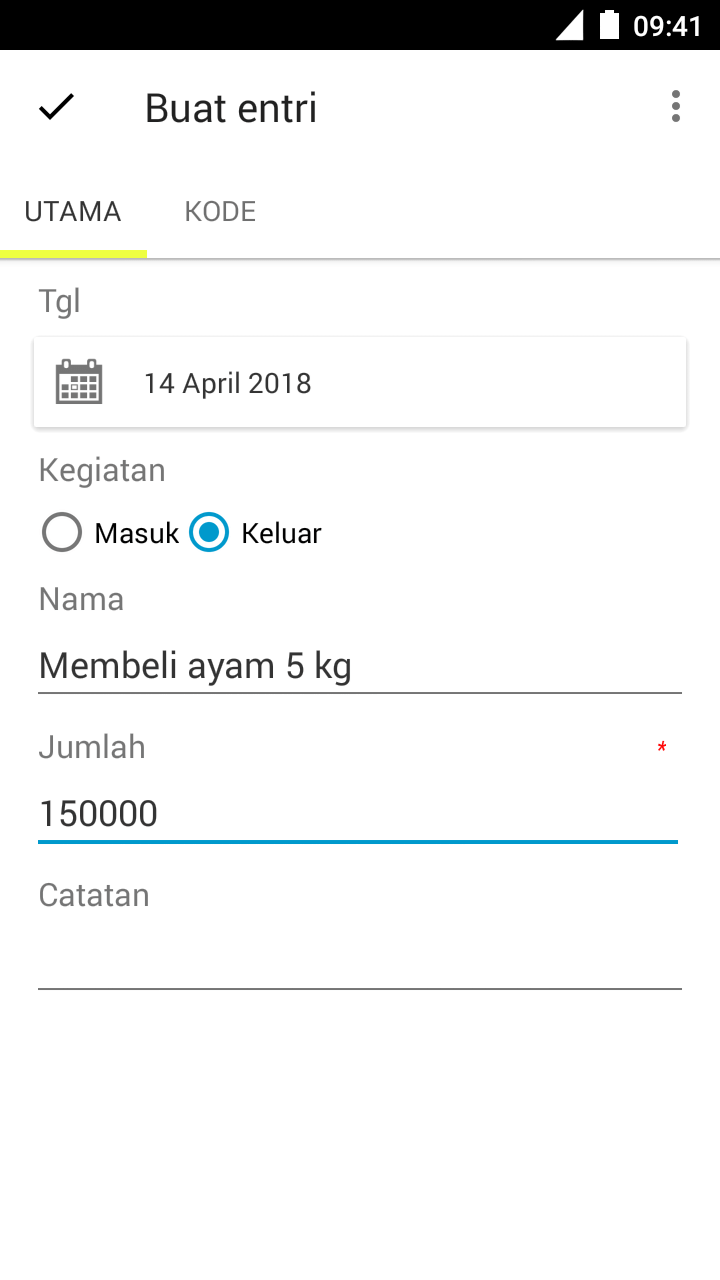 09:41
Buat entri
UTAMA KODE
Tgl
14 April 2018
Kegiatan
Masuk Keluar
Nama
Membeli ayam 5 kg
Jumlah *
150000
Catatan